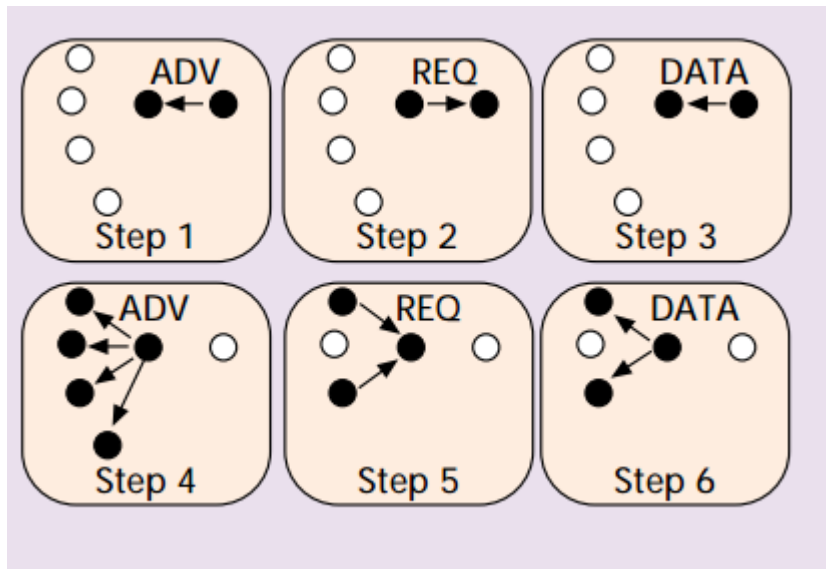 ADV
Step 1
REQ
Step 2
DATA
Step 3
ADV
Step 4
REQ
Step 5
DATA
Step 6